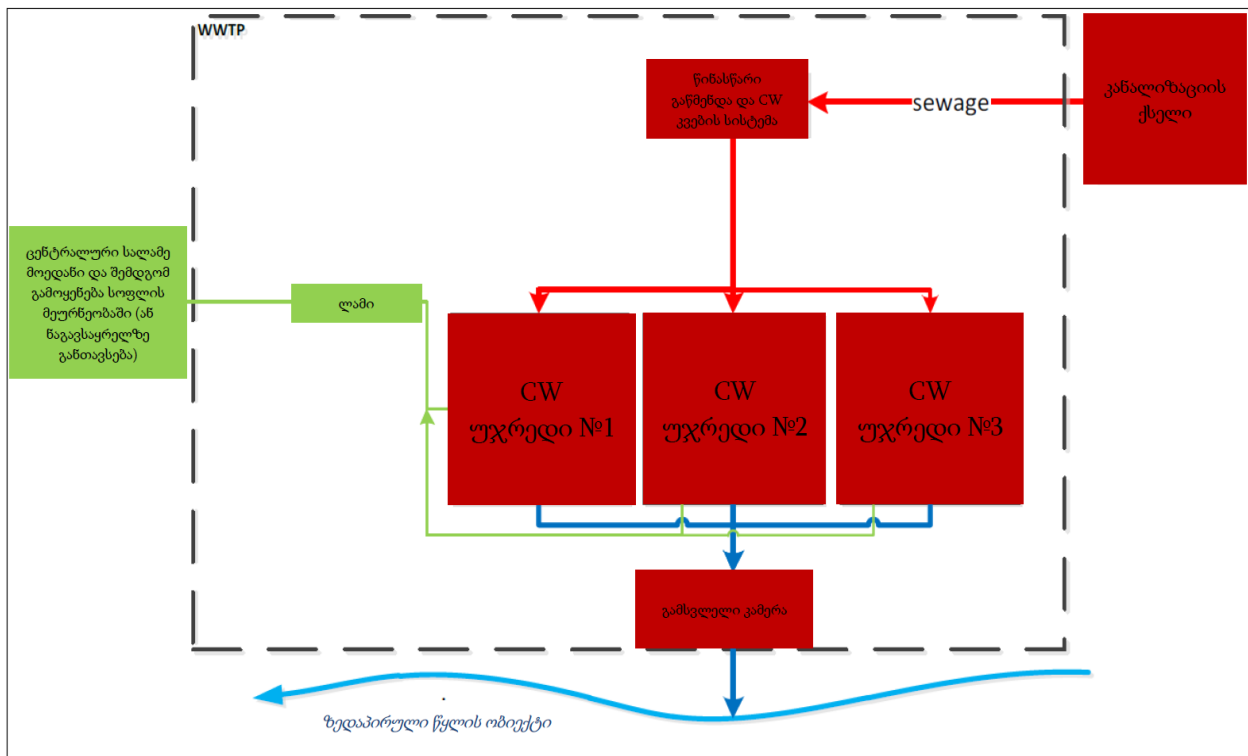 WWTP
წინასწარი
გაწმენდა და CW
კვების სისტემა
sewage
კანალიზაციის
ქსელი
ცენტრალური სალამე
მოედანი და შემდგომ
გამოყენება სოფლის
მეურნეობაში (ან
ნაგავსაყრელზე
განთავსება)
ლამი
CW
უჯრედი №1
CW
უჯრედი №2
CW
უჯრედი №3
გამსვლელი კამერა
ზედაპირული წყლის ობიექტი